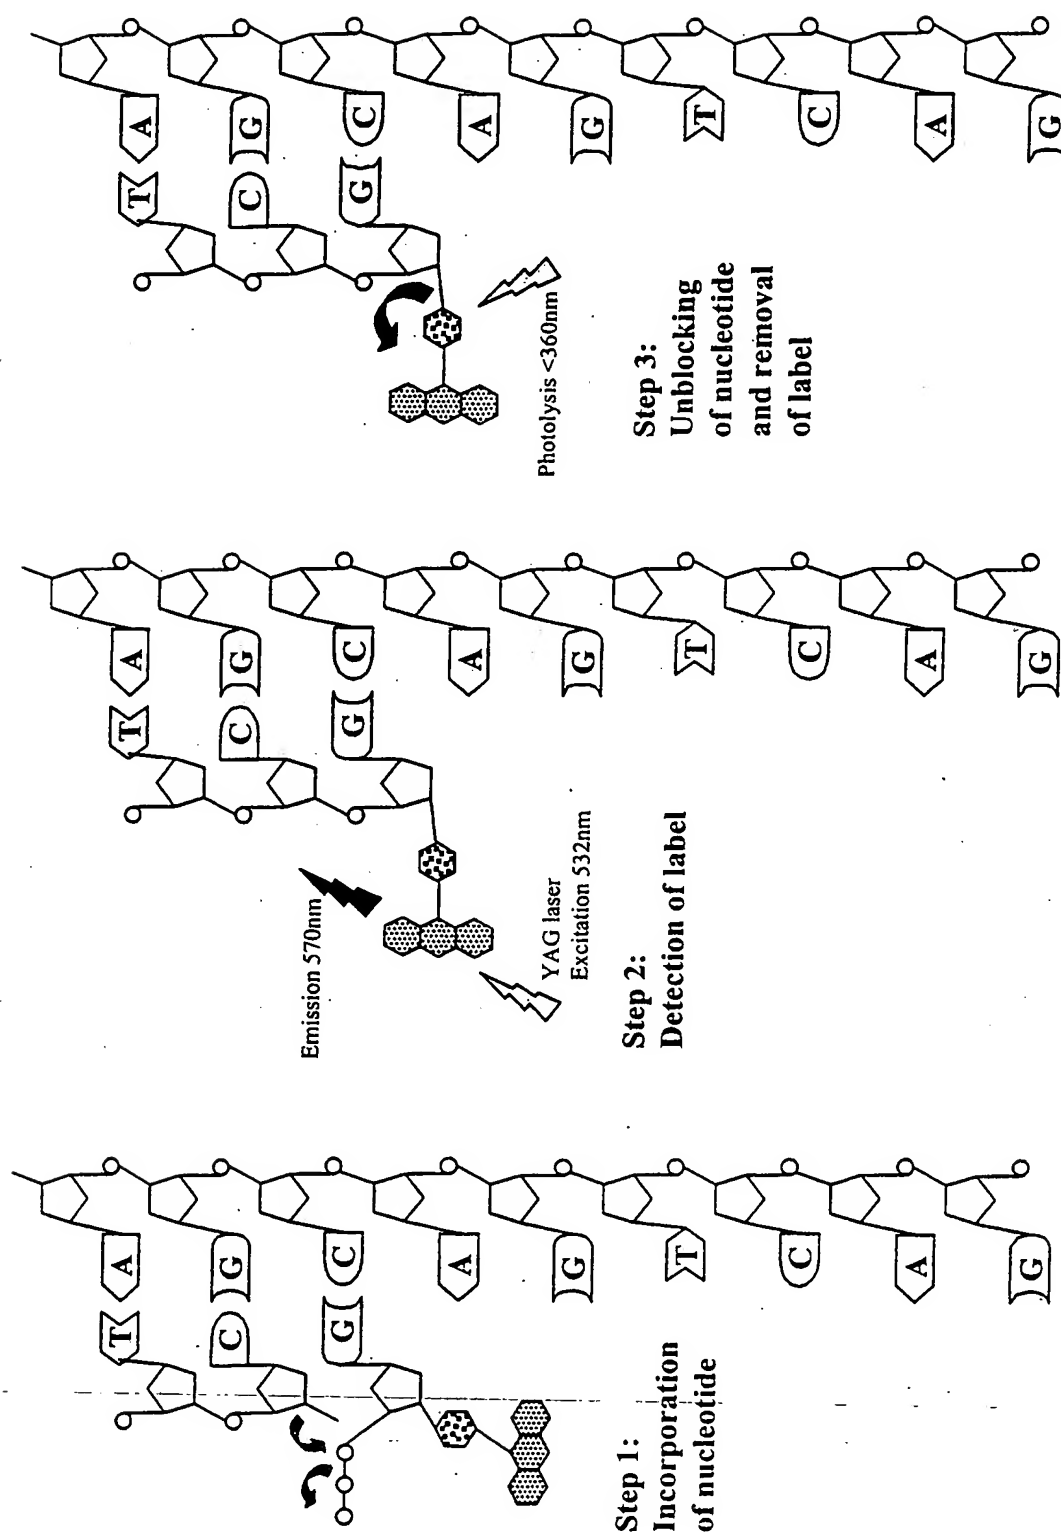 T A
C G
G C
A
G
T
C
A
G
Step 1:
Incorporation
of nucleotide
T A
C G
Emission 570nm
G C
A
YAG laser
Excitation 532nm
G
T
C
A
G
Step 2:
Detection of label
T A
C G
G C
A
Photolysis <360nm
G
T
C
A
G
Step 3:
Unblocking
of nucleotide
and removal
of label